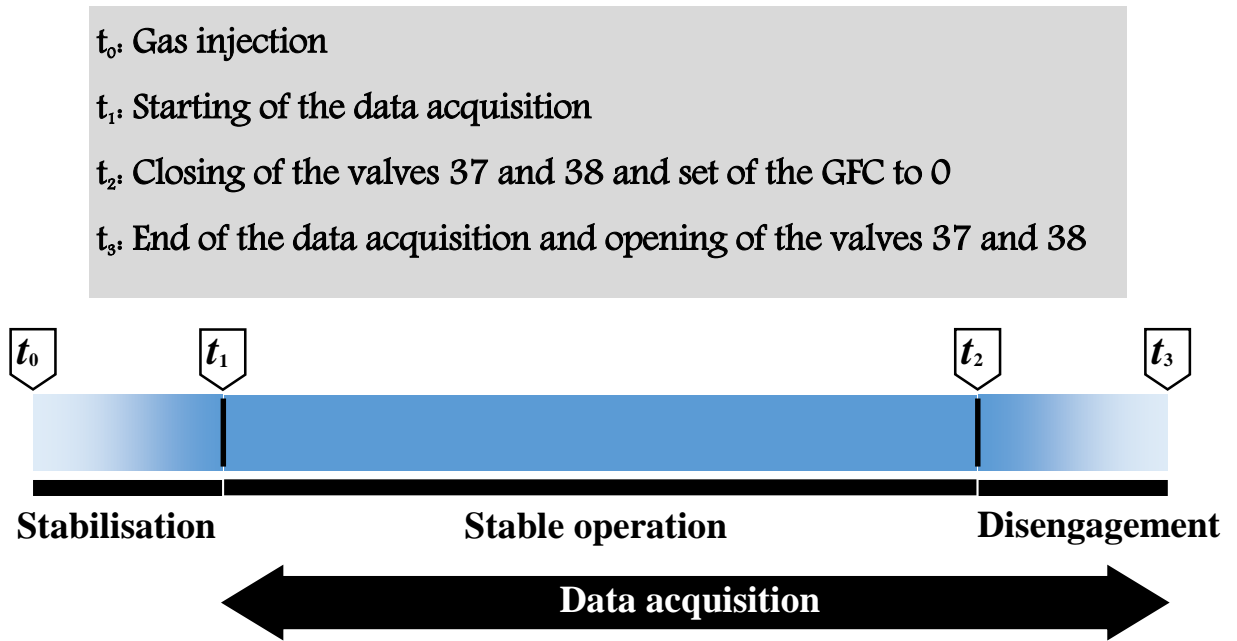 t₀: Gas injection
t₁: Starting of the data acquisition
t₂: Closing of the valves 37 and 38 and set of the GFC to 0
t₃: End of the data acquisition and opening of the valves 37 and 38
t₀ t₁ t₂ t₃
Stabilisation Stable operation Disengagement
Data acquisition